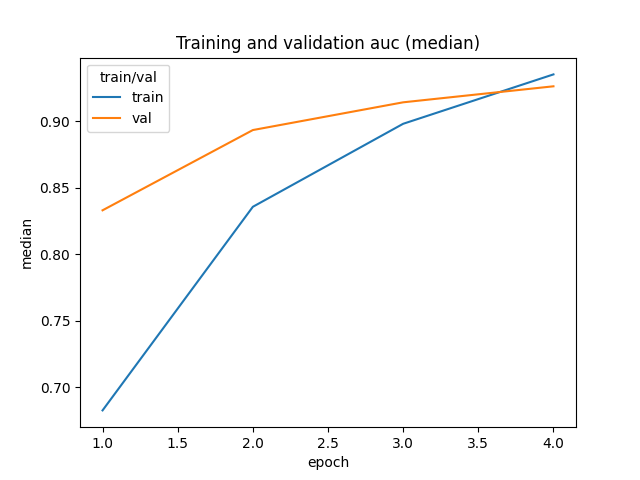 Training and validation auc (median)
train/val
train
val
0.90
0.85
0.80
0.75
0.70
median
1.0
1.5
2.0
2.5
3.0
3.5
4.0
epoch